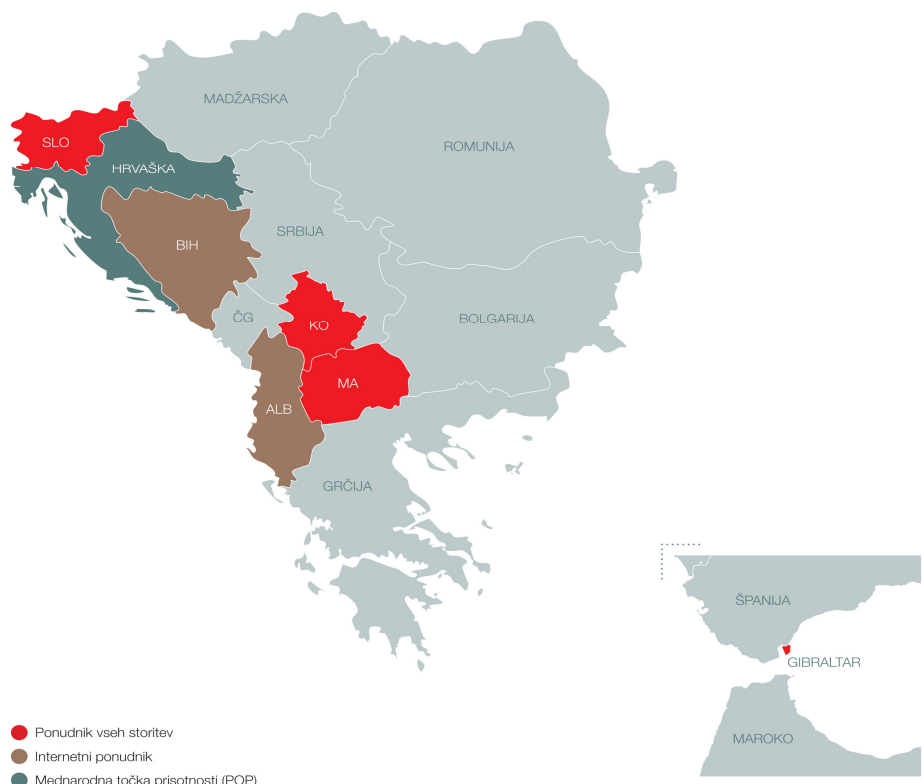 MADŽARSKA
SLO
ROMUNIJA
HRVAŠKA
SRBIJA
BIH
ČG
KO
BOLGARIJA
MA
ALB
GRČIJA
ŠPANIJA
GIBRALTAR
MAROKO
Ponudnik vseh storitev
Internetni ponudnik
Mednarodna točka prisotnosti (POP)